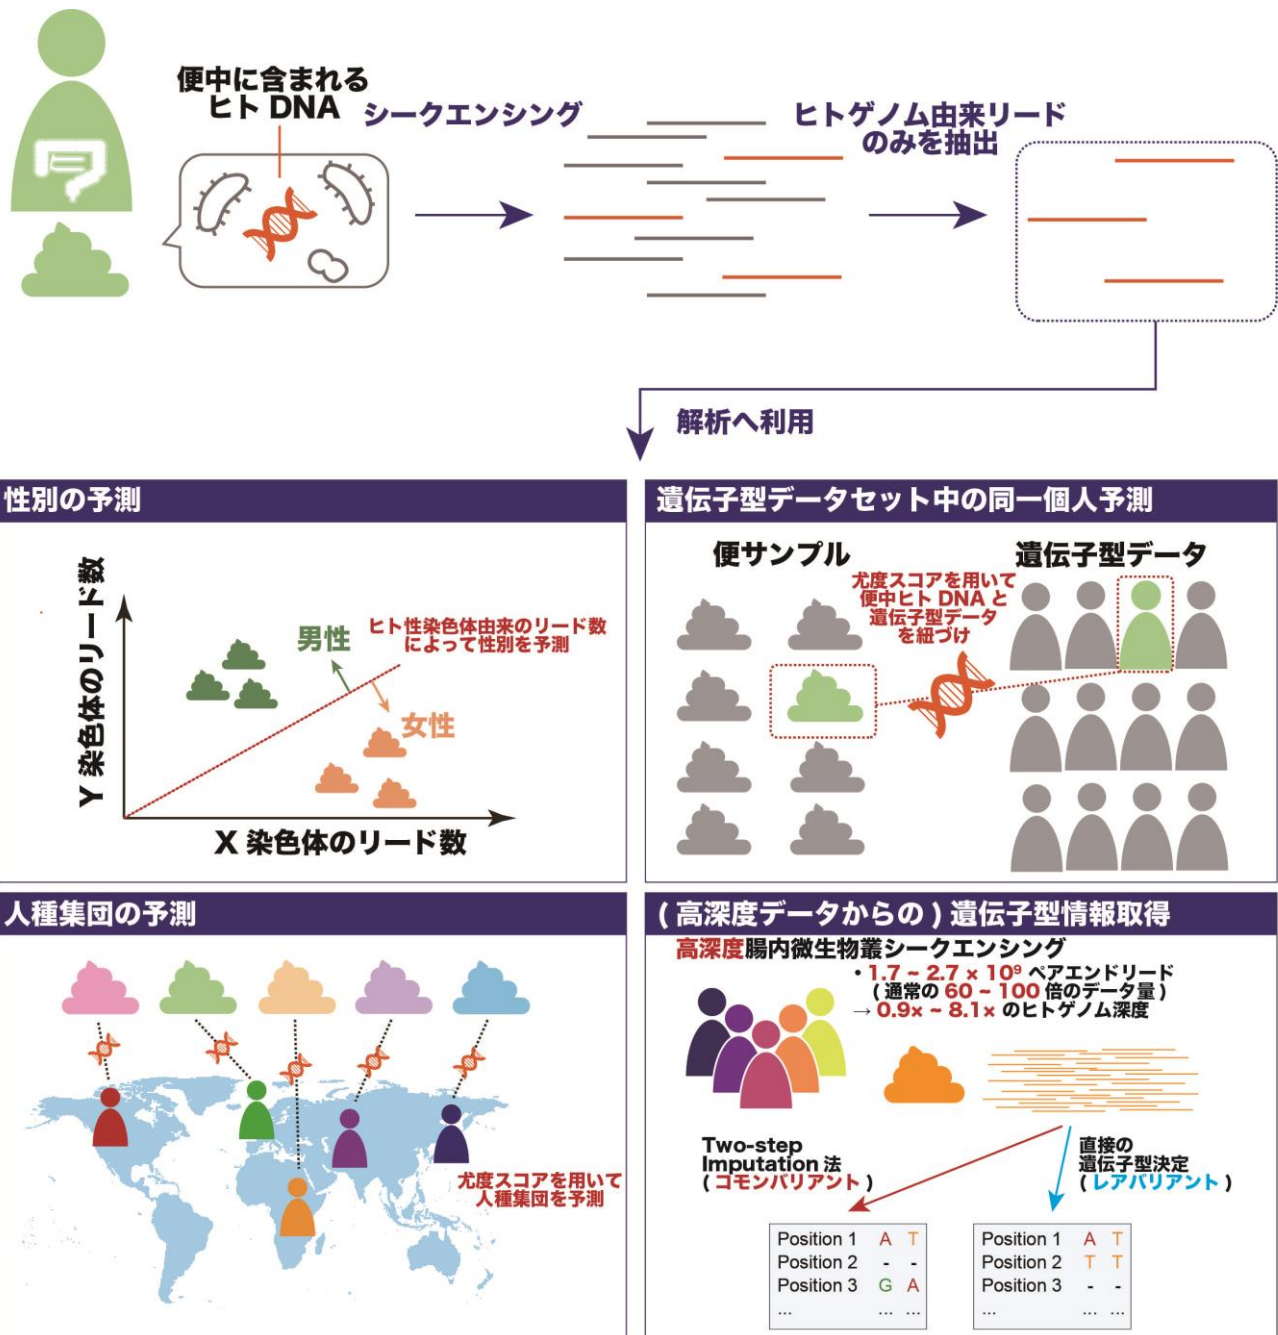 便中に含まれる
ヒト DNA
シークエンシング
ヒトゲノム由来リード
のみを抽出
解析へ利用
性別の予測
Y 染色体のリード数
男性
ヒト性染色体由来のリード数
によって性別を予測
女性
X 染色体のリード数
遺伝子型データセット中の同一個人予測
便サンプル
遺伝子型データ
尤度スコアを用いて
便中ヒト DNA と
遺伝子型データ
を紐づけ
人種集団の予測
尤度スコアを用いて
人種集団を予測
( 高深度データからの ) 遺伝子型情報取得
高深度腸内微生物叢シークエンシング
・1.7 ~ 2.7 × 10⁹ ペアエンドリード
( 通常の 60 ~ 100 倍のデータ量 )
→ 0.9× ~ 8.1× のヒトゲノム深度
Two-step
Imputation 法
( コモンバリアント )
直接の
遺伝子型決定
( レアバリアント )
Position 1 A T
Position 2 - -
Position 3 G A
... ... ...
Position 1 A T
Position 2 T T
Position 3 - -
... ... ...